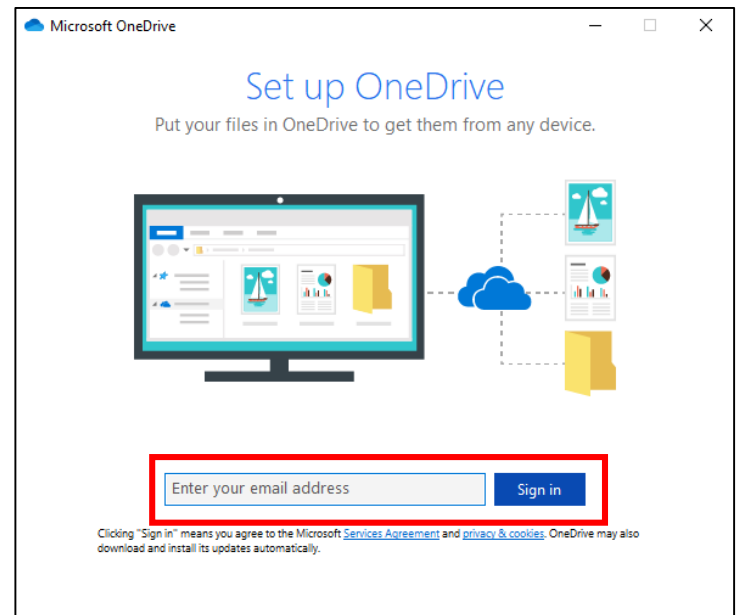 Microsoft OneDrive
Set up OneDrive
Put your files in OneDrive to get them from any device.
Enter your email address
Sign in
Clicking "Sign in" means you agree to the Microsoft Services Agreement and privacy & cookies. OneDrive may also
download and install its updates automatically.